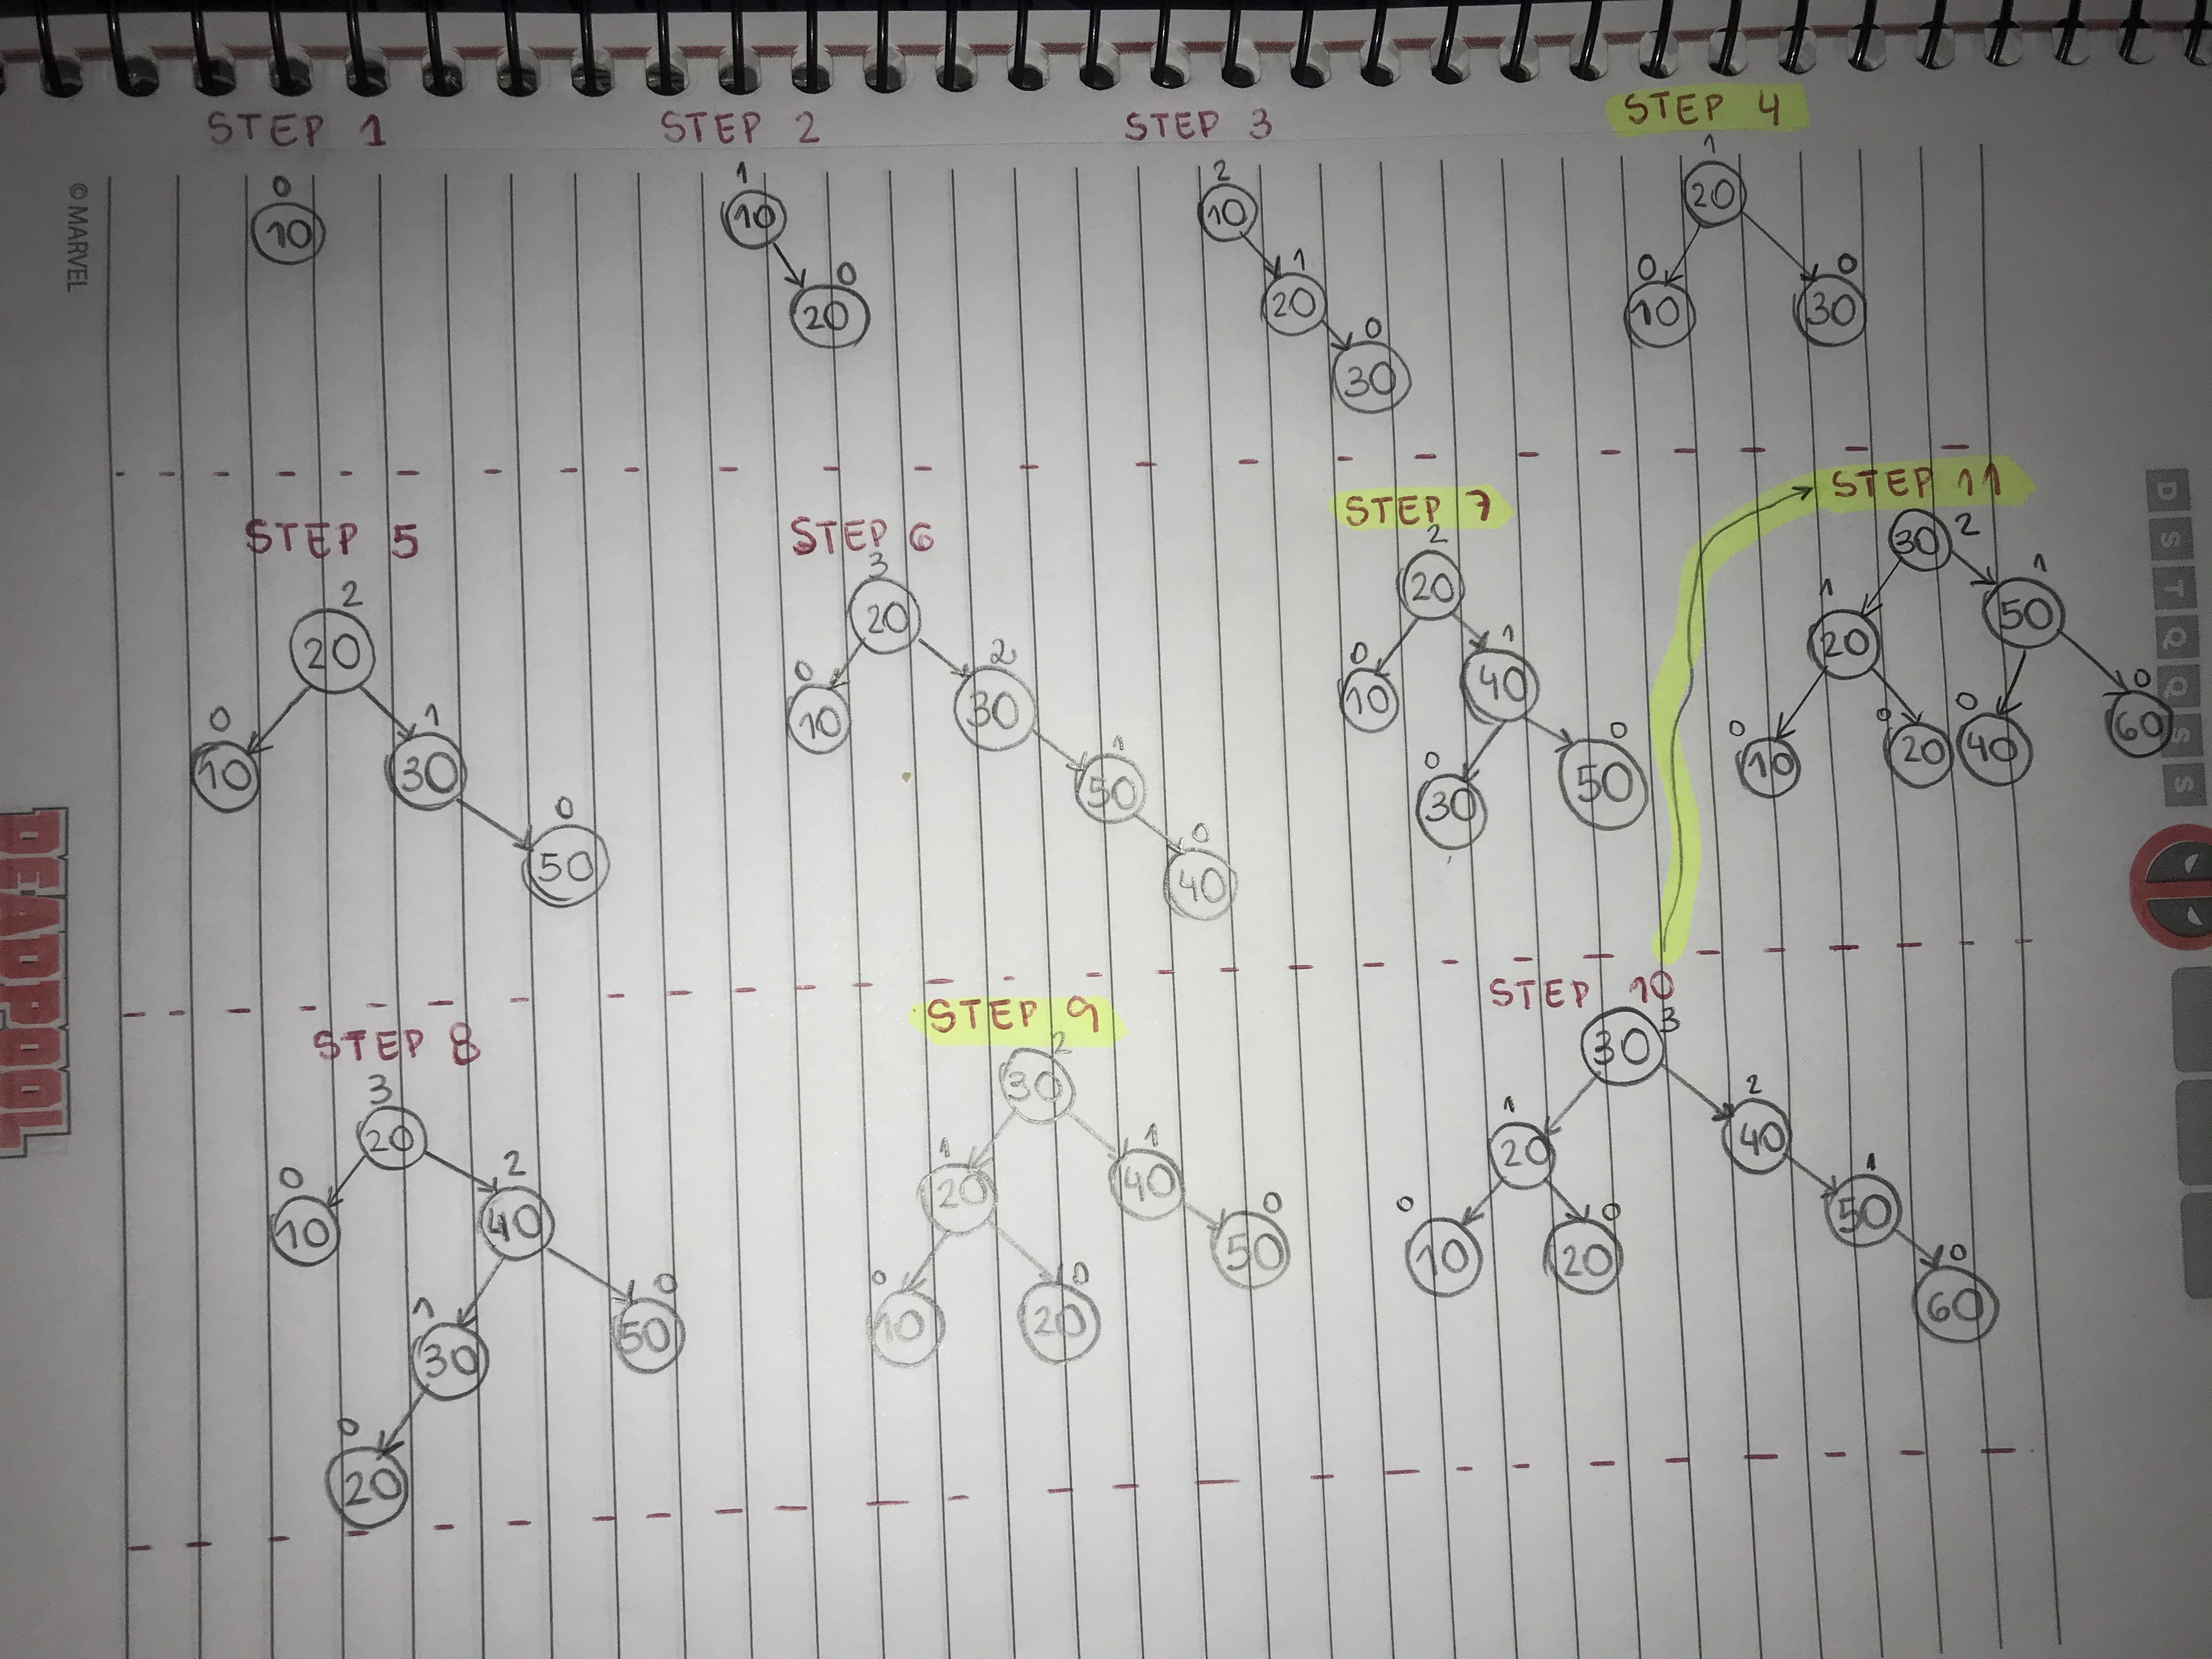 © MARVEL
DEADPOOL
STEP 1
0
10
STEP 2
1
10
20 0
STEP 3
2
10
20 1
30 0
STEP 4
1
20
0 10 30 0
STEP 5
20 2
0 10 30 1
50 0
STEP 6
3
20
0 10 30 2
50 1
40 0
STEP 7
20 2
0 10 40 1
0 30 50 0
STEP 8
3
20
0 10 40 2
1 30 50 0
0 20
STEP 9
30 2
1 20 40 1
0 10 20 0 50 0
STEP 10
30 3
20 1 40 2
0 10 20 0 50 1
60 0
STEP 11
30 2
20 1 50 1
0 10 0 20 0 40 60 0
D S T Q Q S S